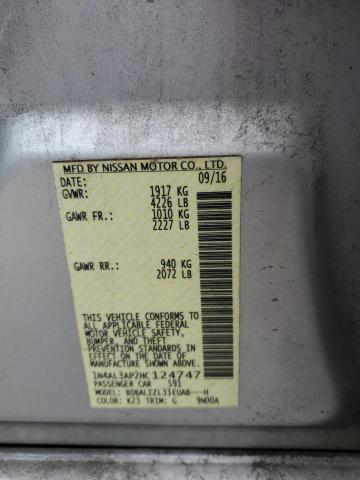 MFD BY NISSAN MOTOR CO., LTD.
DATE: 09/16
GVWR: 1917 KG
4226 LB
GAWR FR.: 1010 KG
2227 LB
GAWR RR.: 940 KG
2072 LB
THIS VEHICLE CONFORMS TO
ALL APPLICABLE FEDERAL
MOTOR VEHICLE SAFETY,
BUMPER, AND THEFT
PREVENTION STANDARDS
IN EFFECT ON THE DATE OF
MANUFACTURE SHOWN ABOVE.
1N4AL3AP2HC124747
PASSENGER CAR 591
MODEL: BDBALIZL33EUAB---H
COLOR: K23 TRIM: G 9N00A